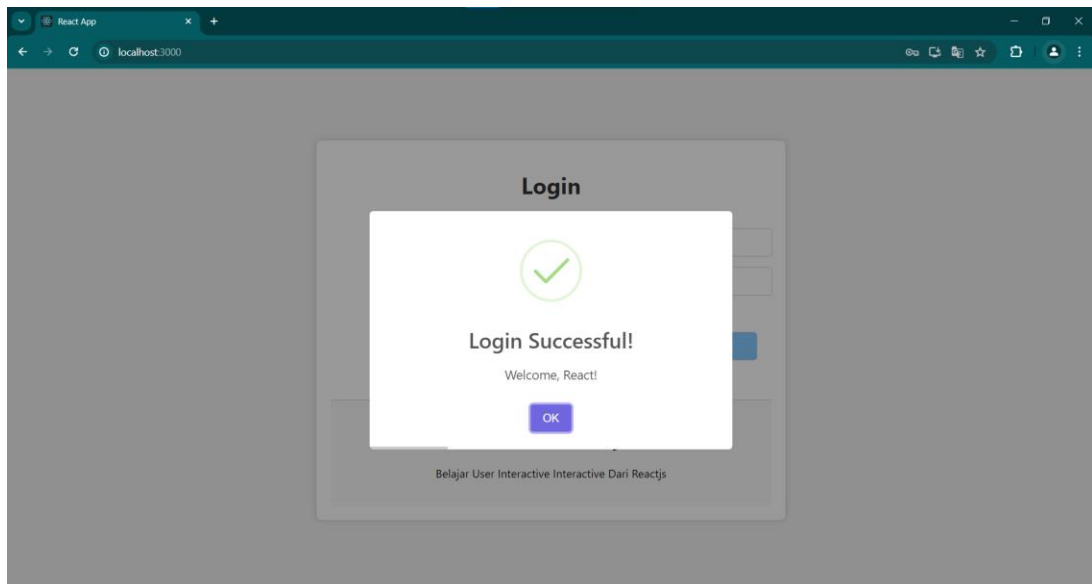 React App
localhost:3000
Login
Login Successful!
Welcome, React!
OK
Belajar User Interactive Interactive Dari Reactjs